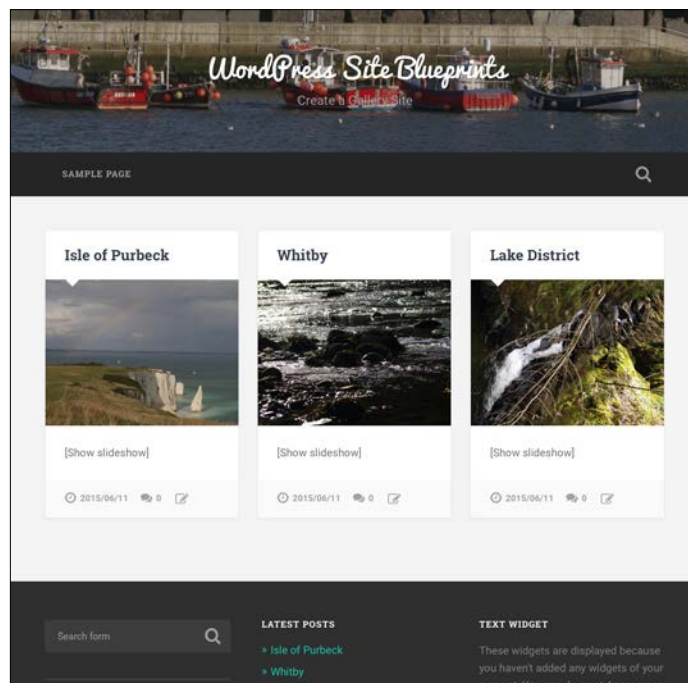 WordPress Site Blueprints
Create a Gallery Site
SAMPLE PAGE
Isle of Purbeck
Whitby
Lake District
[Show slideshow]
[Show slideshow]
[Show slideshow]
2015/06/11 0
2015/06/11 0
2015/06/11 0
Search form
LATEST POSTS
» Isle of Purbeck
» Whitby
TEXT WIDGET
These widgets are displayed because
you haven't added any widgets of your